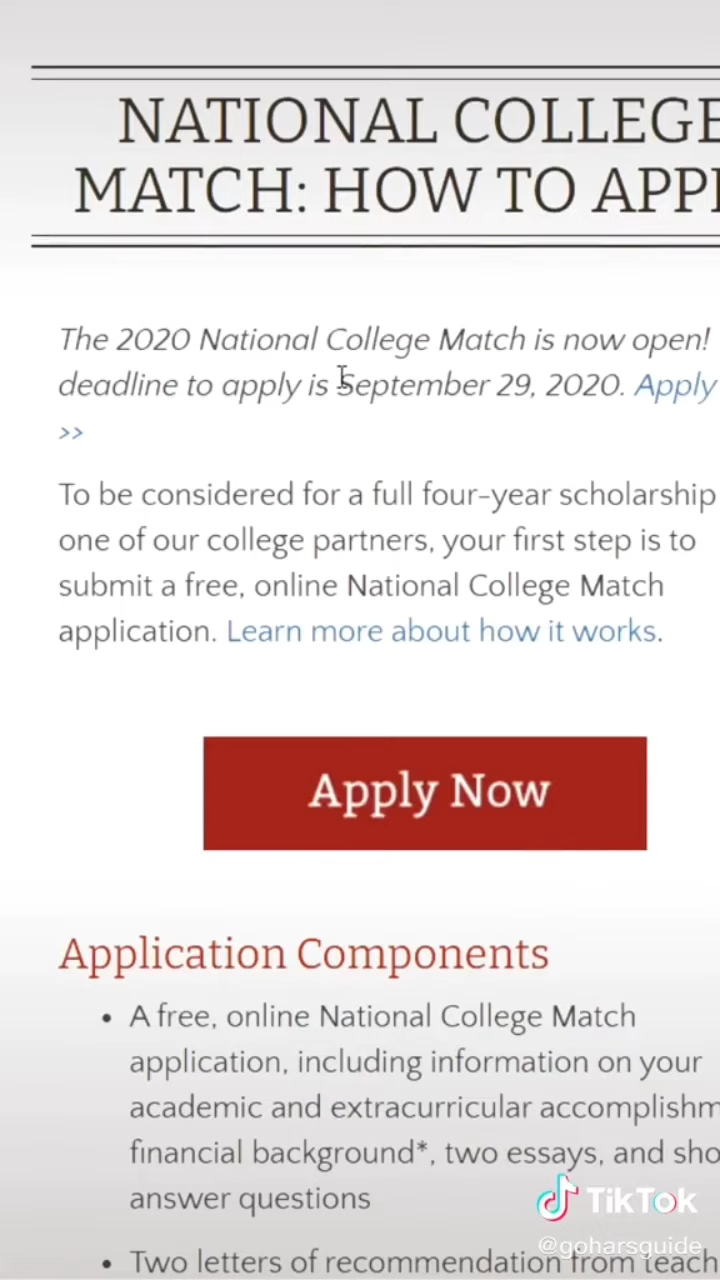 NATIONAL COLLEGE
MATCH: HOW TO APPL
The 2020 National College Match is now open!
deadline to apply is September 29, 2020. Apply
>>
To be considered for a full four-year scholarship
one of our college partners, your first step is to
submit a free, online National College Match
application. Learn more about how it works.
Apply Now
Application Components
• A free, online National College Match
application, including information on your
academic and extracurricular accomplishm
financial background*, two essays, and sho
answer questions
• Two letters of recommendation from teach
TikTok
@goharsguide